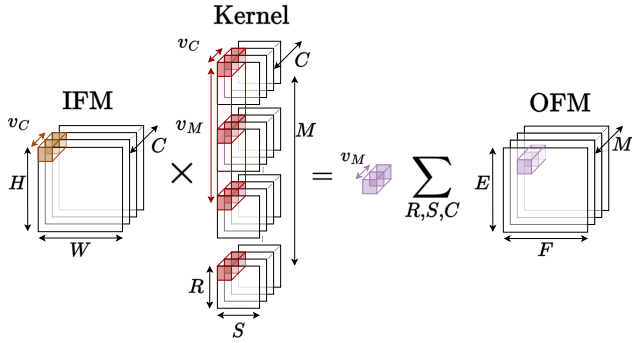 Kernel
v_C
C
IFM
v_C
C
H
W
×
v_M
M
R
S
=
v_M
∑
R,S,C
OFM
M
E
F